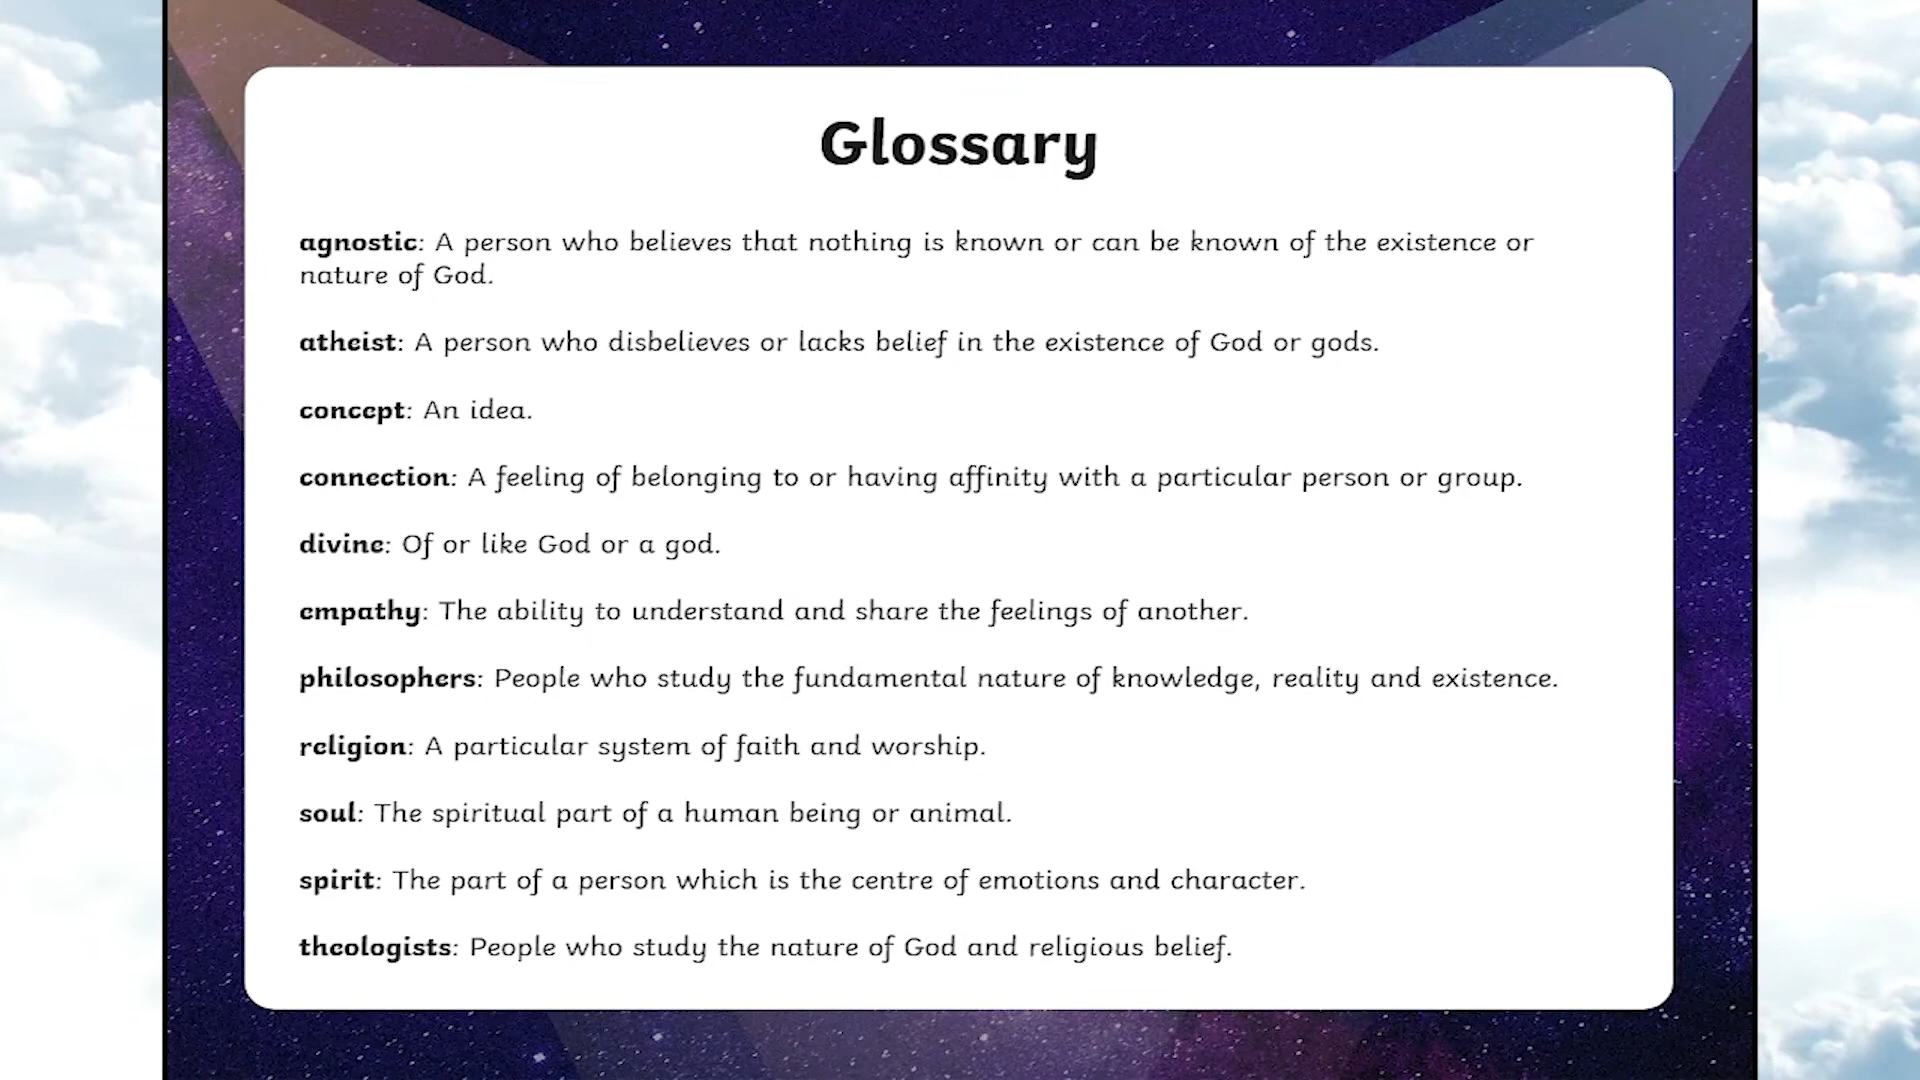 Glossary
agnostic: A person who believes that nothing is known or can be known of the existence or
nature of God.
atheist: A person who disbelieves or lacks belief in the existence of God or gods.
concept: An idea.
connection: A feeling of belonging to or having affinity with a particular person or group.
divine: Of or like God or a god.
empathy: The ability to understand and share the feelings of another.
philosophers: People who study the fundamental nature of knowledge, reality and existence.
religion: A particular system of faith and worship.
soul: The spiritual part of a human being or animal.
spirit: The part of a person which is the centre of emotions and character.
theologists: People who study the nature of God and religious belief.